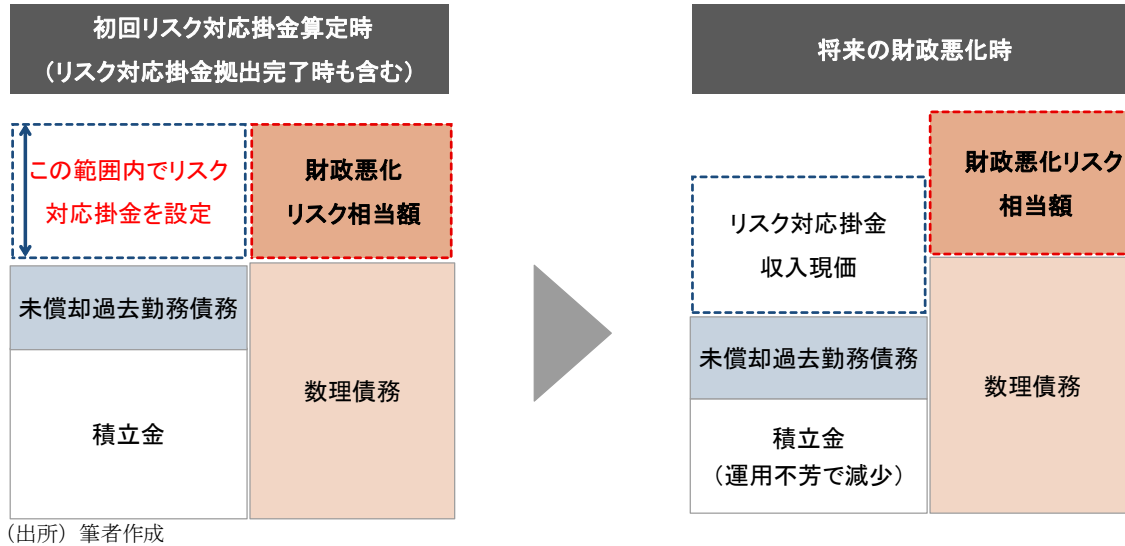 初回リスク対応掛金算定時
（リスク対応掛金拠出完了時も含む）
この範囲内でリスク
対応掛金を設定
財政悪化
リスク相当額
未償却過去勤務債務
積立金
数理債務
将来の財政悪化時
リスク対応掛金
収入現価
財政悪化リスク
相当額
未償却過去勤務債務
積立金
（運用不芳で減少）
数理債務
（出所）筆者作成